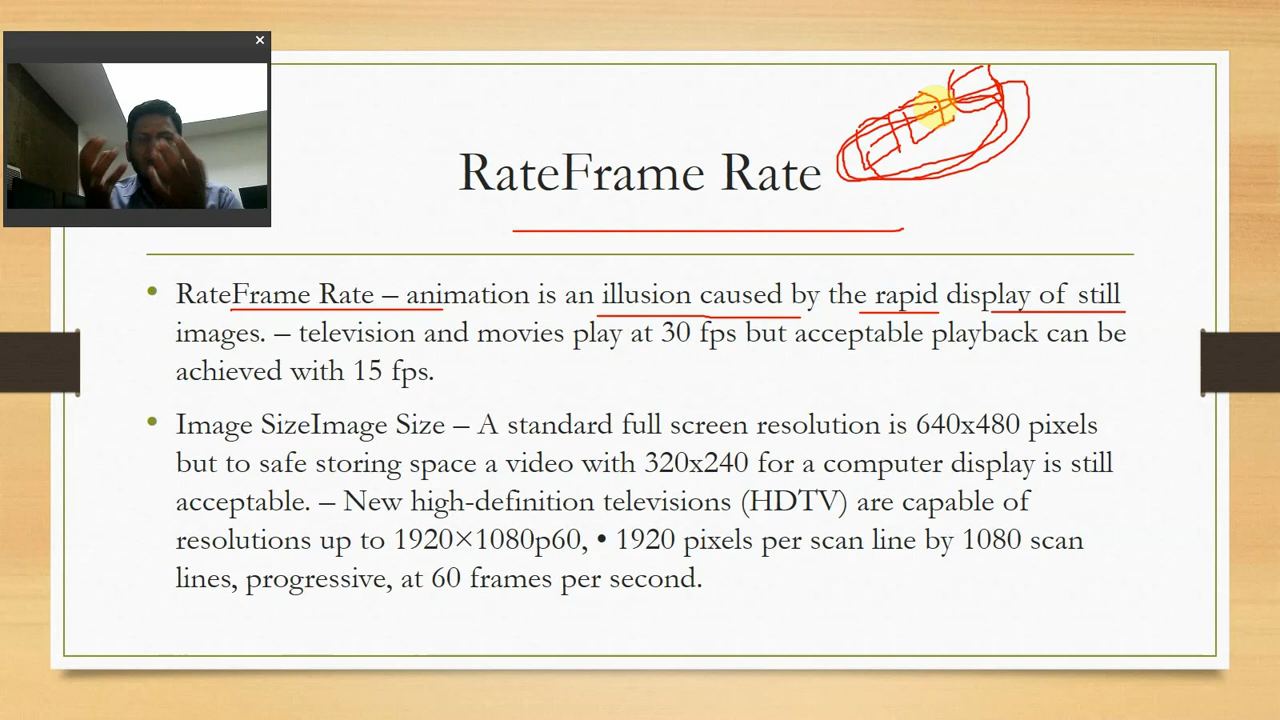 RateFrame Rate
• RateFrame Rate – animation is an illusion caused by the rapid display of still
images. – television and movies play at 30 fps but acceptable playback can be
achieved with 15 fps.
• Image SizeImage Size – A standard full screen resolution is 640x480 pixels
but to safe storing space a video with 320x240 for a computer display is still
acceptable. – New high-definition televisions (HDTV) are capable of
resolutions up to 1920×1080p60, • 1920 pixels per scan line by 1080 scan
lines, progressive, at 60 frames per second.